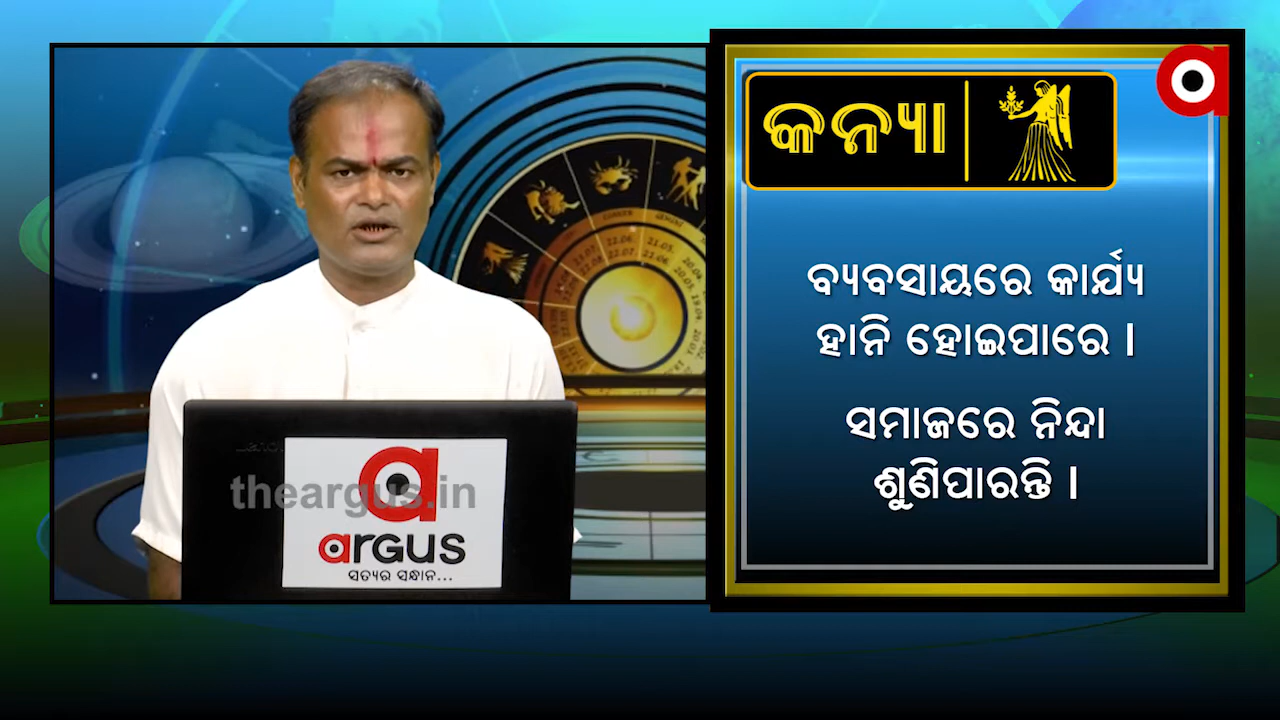 କନ୍ୟା
ବ୍ୟବସାୟରେ କାର୍ଯ୍ୟ
ହାନି ହୋଇପାରେ ।
ସମାଜରେ ନିନ୍ଦା
ଶୁଣିପାରନ୍ତି ।
theargus.in
argus
ସତ୍ୟର ସନ୍ଧାନ...